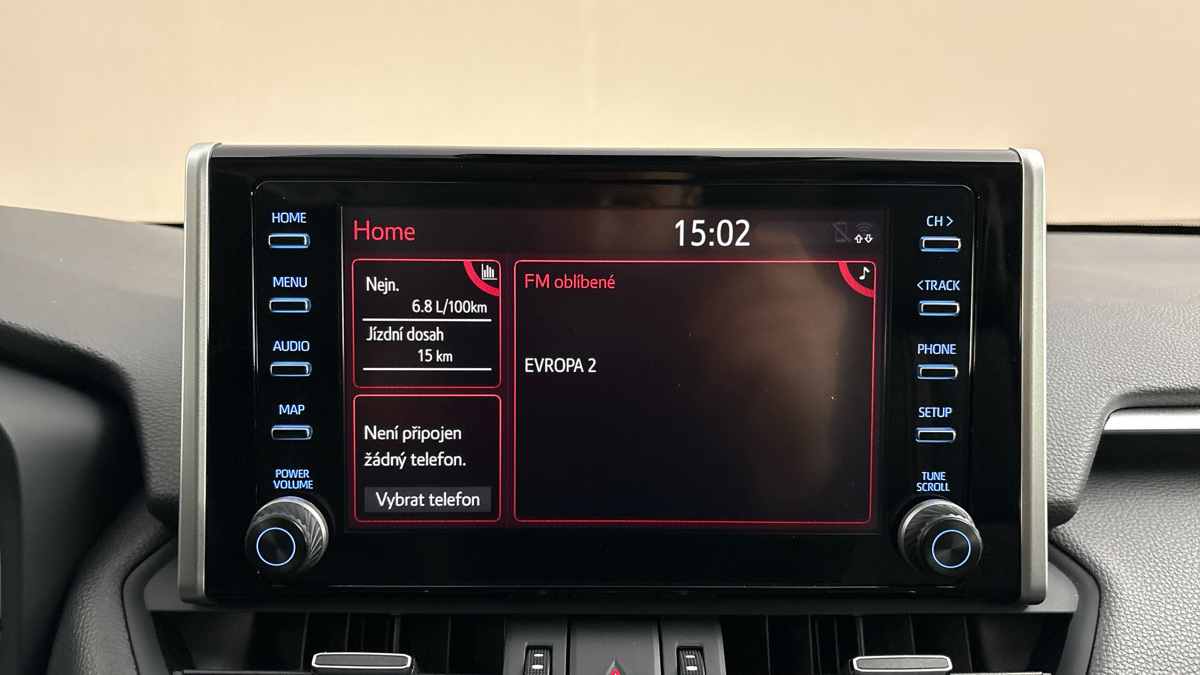 HOME
MENU
AUDIO
MAP
POWER
VOLUME
Home
15:02
Nejn.
6.8 L/100km
Jízdní dosah
15 km
Není připojen
žádný telefon.
Vybrat telefon
FM oblíbené
EVROPA 2
CH >
< TRACK
PHONE
SETUP
TUNE
SCROLL